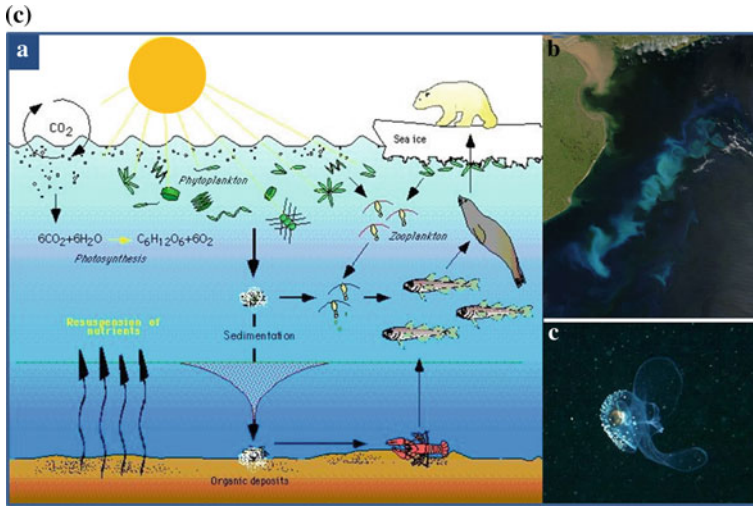 (c)
a
b
CO₂
Sea ice
Phytoplankton
6CO₂+6H₂O C₆H₁₂O₆+6O₂
Photosynthesis
Zooplankton
Resuspension of
nutrients
Sedimentation
c
Organic deposits